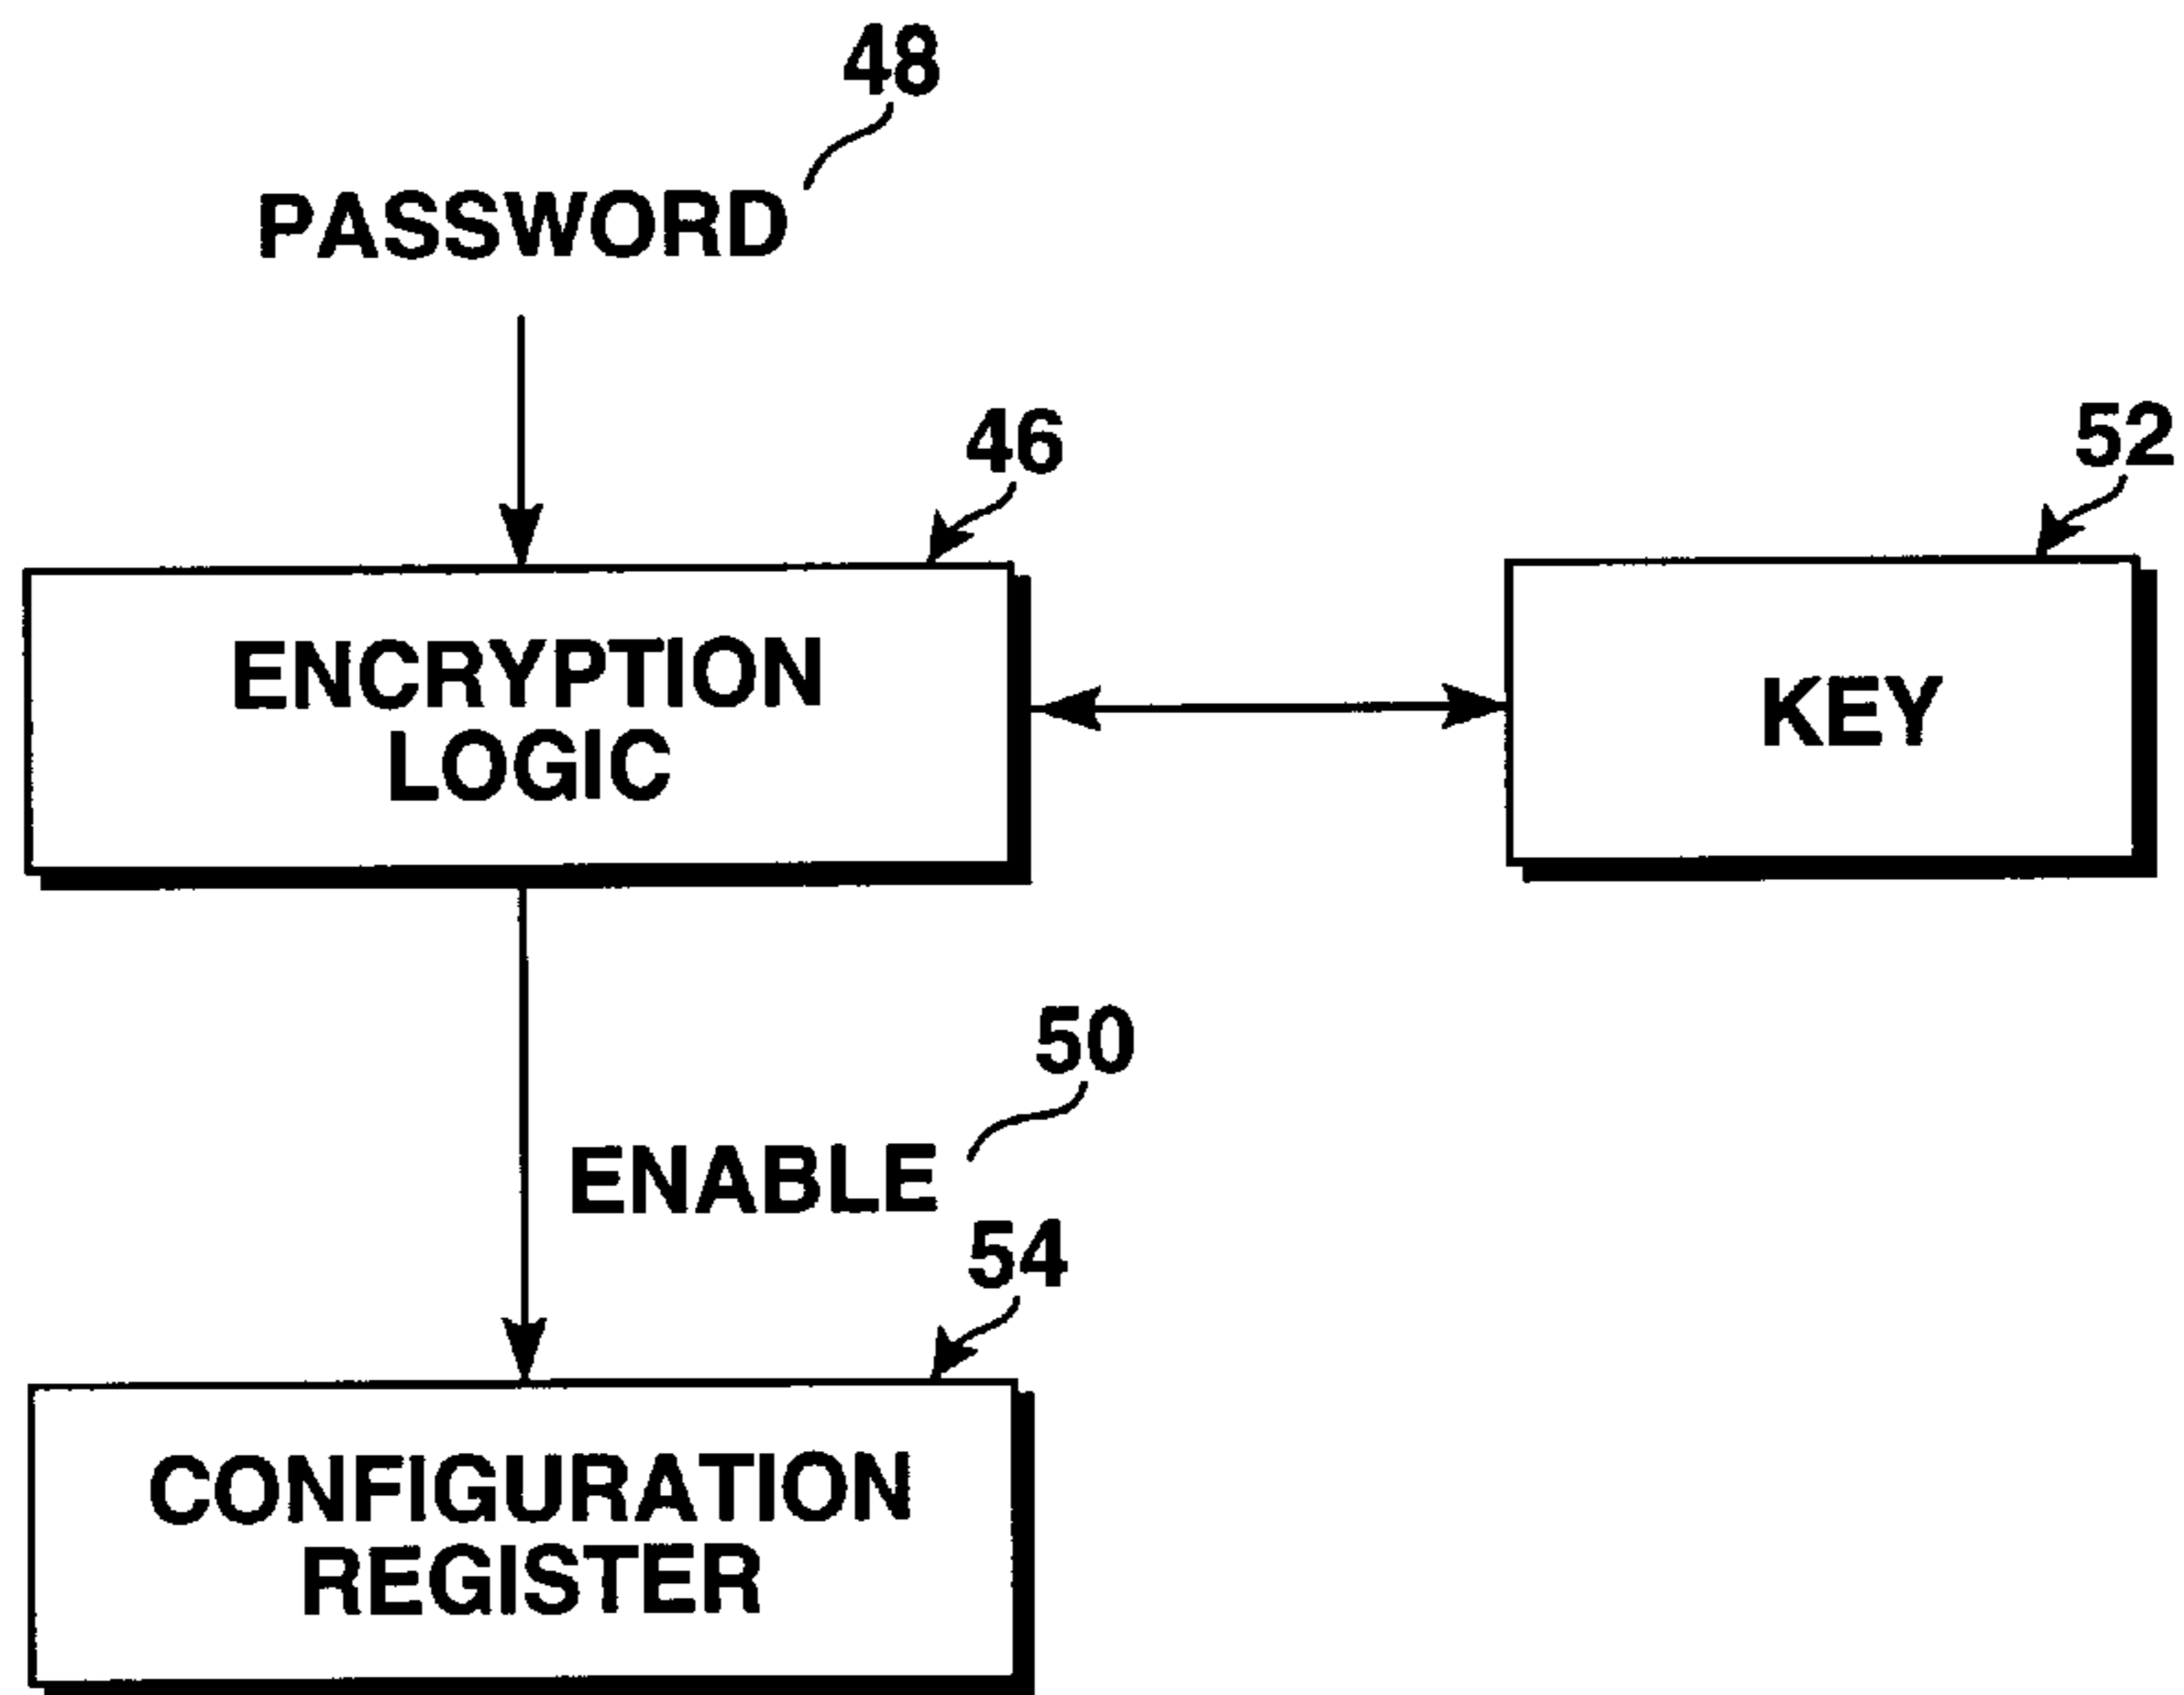 48
PASSWORD
46
52
ENCRYPTION
LOGIC
KEY
50
ENABLE
54
CONFIGURATION
REGISTER